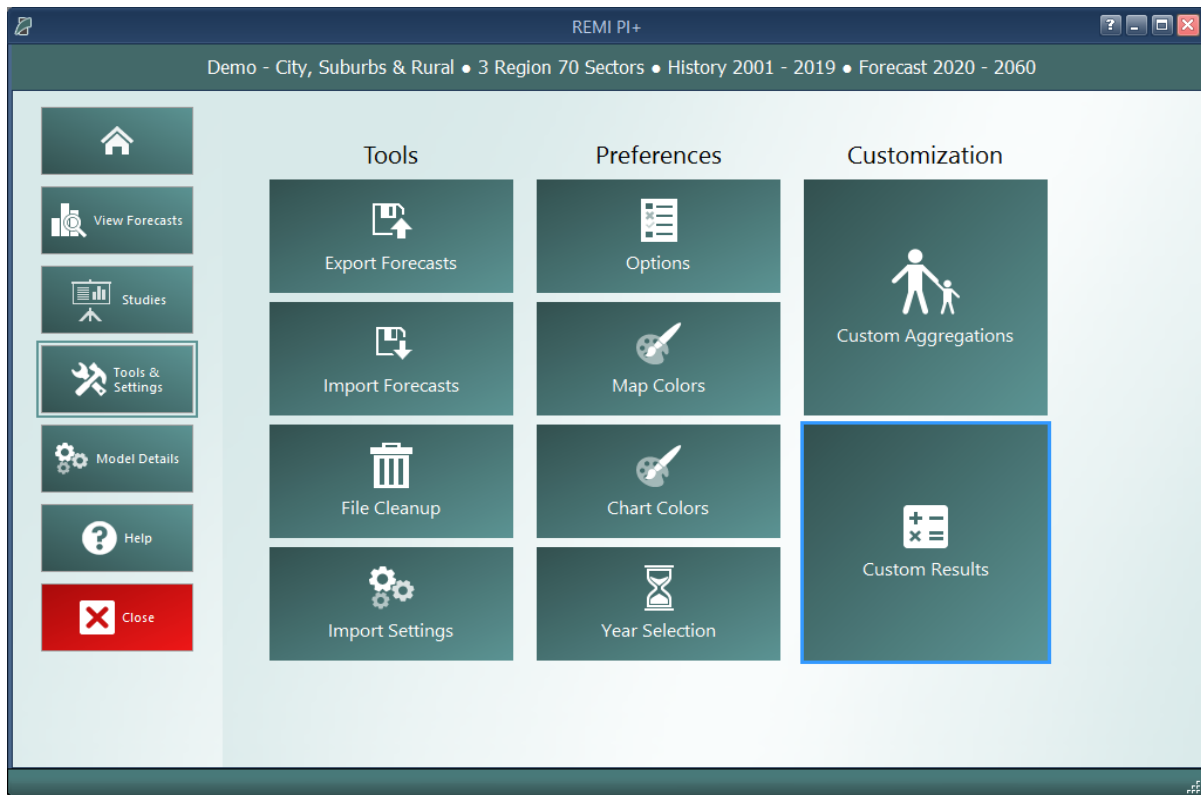 REMI PI+
Demo - City, Suburbs & Rural ● 3 Region 70 Sectors ● History 2001 - 2019 ● Forecast 2020 - 2060
View Forecasts
Studies
Tools &
Settings
Model Details
Help
Close
Tools
Export Forecasts
Import Forecasts
File Cleanup
Import Settings
Preferences
Options
Map Colors
Chart Colors
Year Selection
Customization
Custom Aggregations
Custom Results